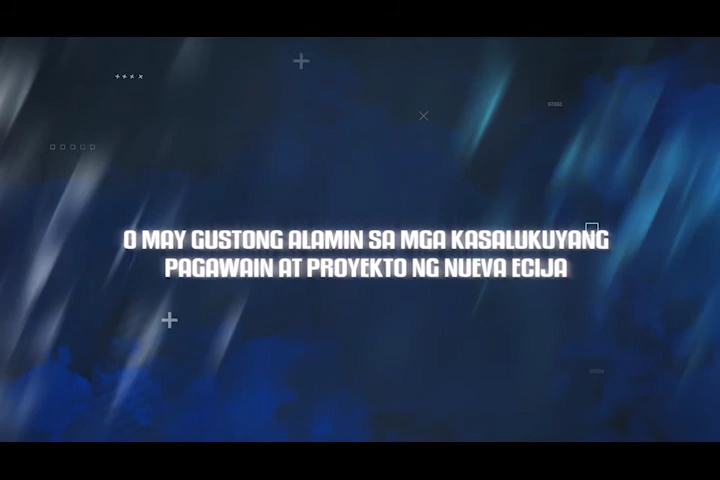 O MAY GUSTONG ALAMIN SA MGA KASALUKUYANG
PAGAWAIN AT PROYEKTO NG NUEVA ECIJA